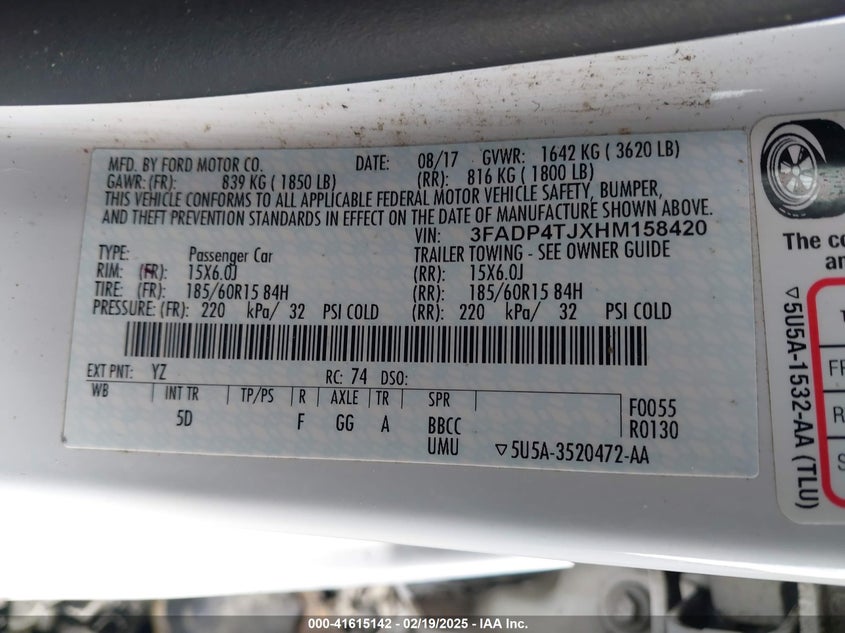 MFD. BY FORD MOTOR CO. DATE: 08/17 GVWR: 1642 KG ( 3620 LB)
GAWR: (FR): 839 KG ( 1850 LB) (RR): 816 KG ( 1800 LB)
THIS VEHICLE CONFORMS TO ALL APPLICABLE FEDERAL MOTOR VEHICLE SAFETY, BUMPER,
AND THEFT PREVENTION STANDARDS IN EFFECT ON THE DATE OF MANUFACTURE SHOWN ABOVE.
VIN: 3FADP4TJXHM158420
TYPE: Passenger Car TRAILER TOWING - SEE OWNER GUIDE
RIM: (FR): 15X6.0J (RR): 15X6.0J
TIRE: (FR): 185/60R15 84H (RR): 185/60R15 84H
PRESSURE: (FR): 220 kPa/ 32 PSI COLD (RR): 220 kPa/ 32 PSI COLD
EXT PNT: YZ RC: 74 DSO:
WB INT TR TP/PS R AXLE TR SPR
5D F GG A BBCC F0055
UMU R0130
▽5U5A-3520472-AA
The co
an
▽5U5A-1532-AA (TLU)
FR
R
S
000-41615142 - 02/19/2025 - IAA Inc.